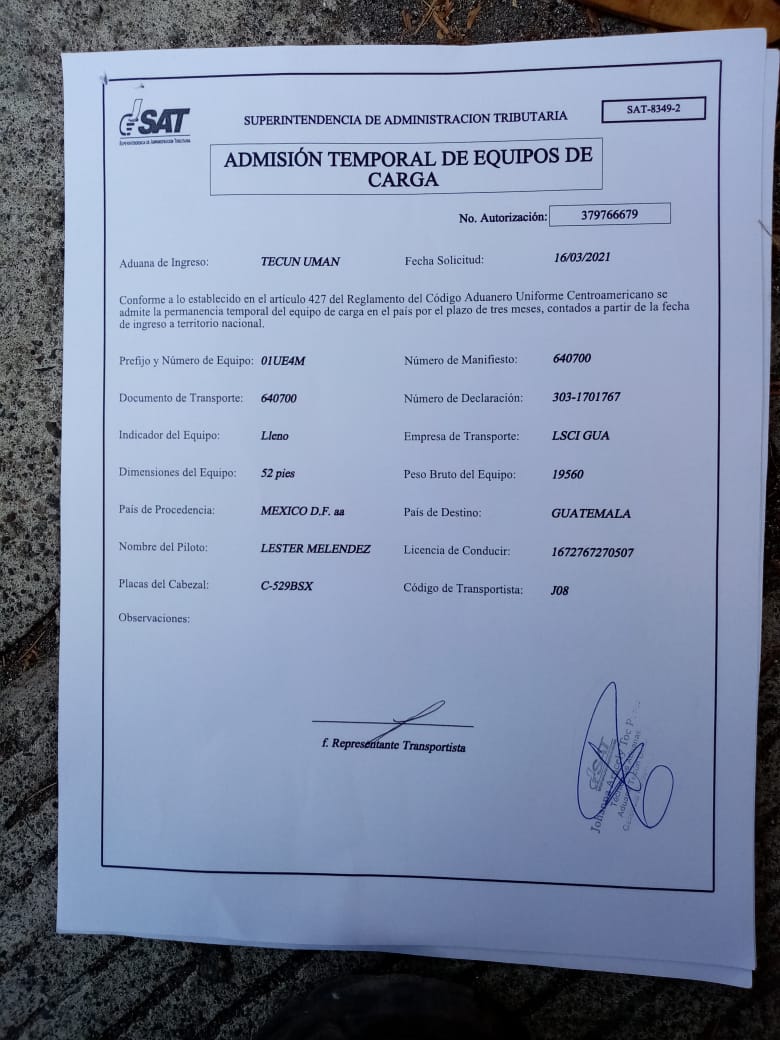 SAT
SUPERINTENDENCIA DE ADMINISTRACION TRIBUTARIA
SUPERINTENDENCIA DE ADMINISTRACION TRIBUTARIA
SAT-8349-2
ADMISIÓN TEMPORAL DE EQUIPOS DE
CARGA
No. Autorización: 379766679
Aduana de Ingreso: TECUN UMAN Fecha Solicitud: 16/03/2021
Conforme a lo establecido en el artículo 427 del Reglamento del Código Aduanero Uniforme Centroamericano se
admite la permanencia temporal del equipo de carga en el país por el plazo de tres meses, contados a partir de la fecha
de ingreso a territorio nacional.
Prefijo y Número de Equipo: 01UE4M Número de Manifiesto: 640700
Documento de Transporte: 640700 Número de Declaración: 303-1701767
Indicador del Equipo: Lleno Empresa de Transporte: LSCI GUA
Dimensiones del Equipo: 52 pies Peso Bruto del Equipo: 19560
País de Procedencia: MEXICO D.F. aa País de Destino: GUATEMALA
Nombre del Piloto: LESTER MELENDEZ Licencia de Conducir: 1672767270507
Placas del Cabezal: C-529BSX Código de Transportista: J08
Observaciones:
f. Representante Transportista
SAT
Toc P.